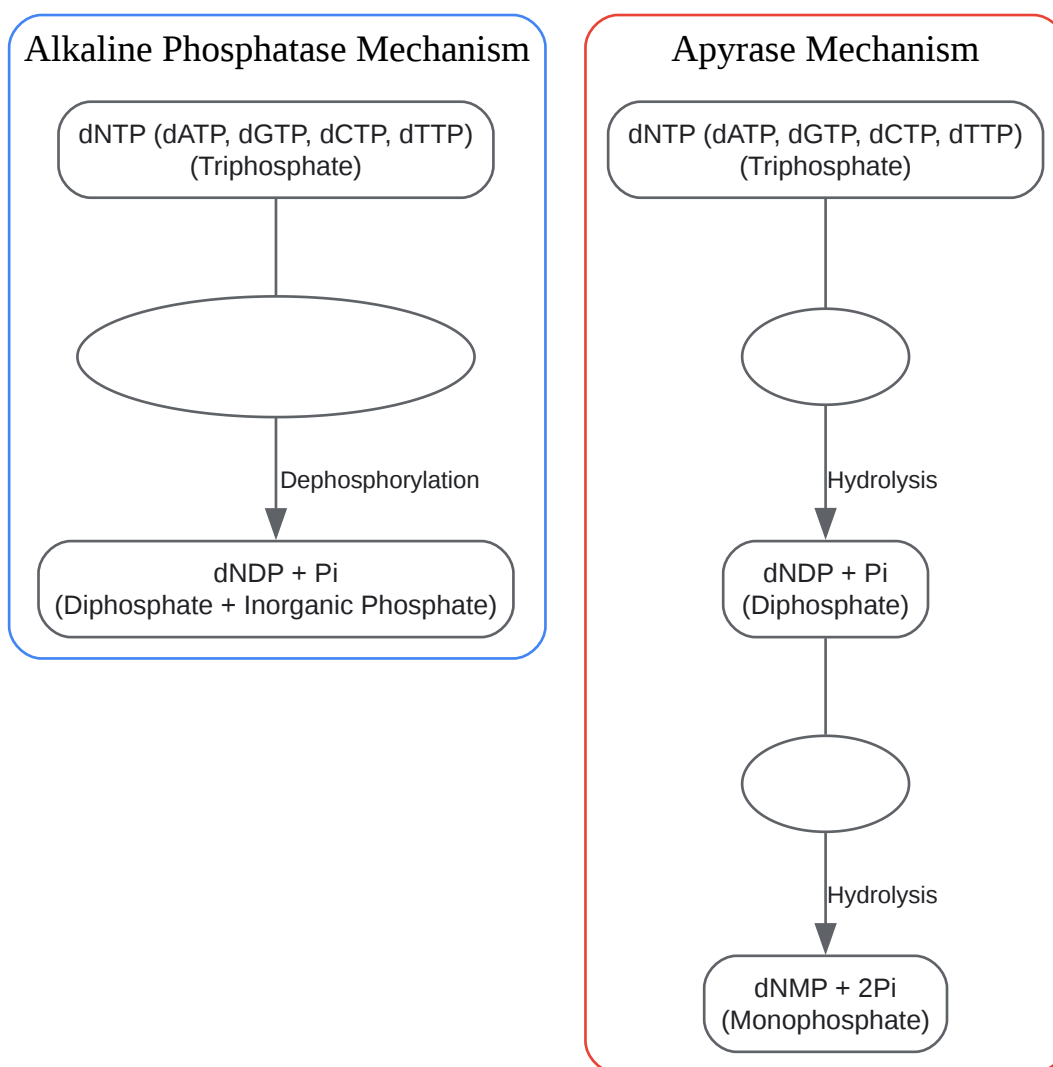 Alkaline Phosphatase Mechanism
dNTP (dATP, dGTP, dCTP, dTTP)
(Triphosphate)
Dephosphorylation
dNDP + Pi
(Diphosphate + Inorganic Phosphate)
Apyrase Mechanism
dNTP (dATP, dGTP, dCTP, dTTP)
(Triphosphate)
Hydrolysis
dNDP + Pi
(Diphosphate)
Hydrolysis
dNMP + 2Pi
(Monophosphate)